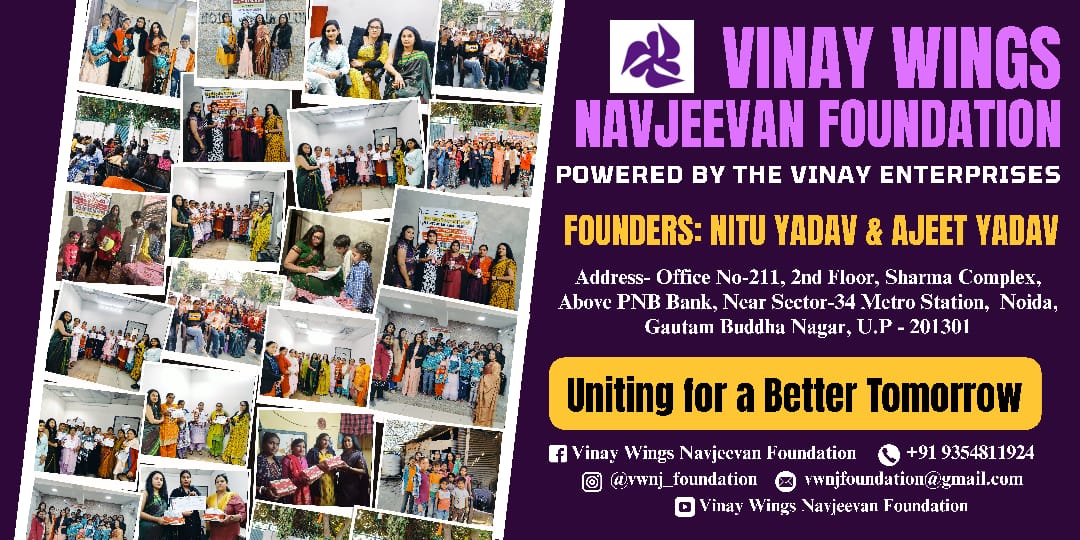 VINAY WINGS
NAVJEEVAN FOUNDATION
POWERED BY THE VINAY ENTERPRISES
FOUNDERS: NITU YADAV & AJEET YADAV
Address- Office No-211, 2nd Floor, Sharma Complex,
Above PNB Bank, Near Sector-34 Metro Station, Noida,
Gautam Buddha Nagar, U.P - 201301
Uniting for a Better Tomorrow
Vinay Wings Navjeevan Foundation +91 9354811924
@vwnj_foundation vwnjfoundation@gmail.com
Vinay Wings Navjeevan Foundation